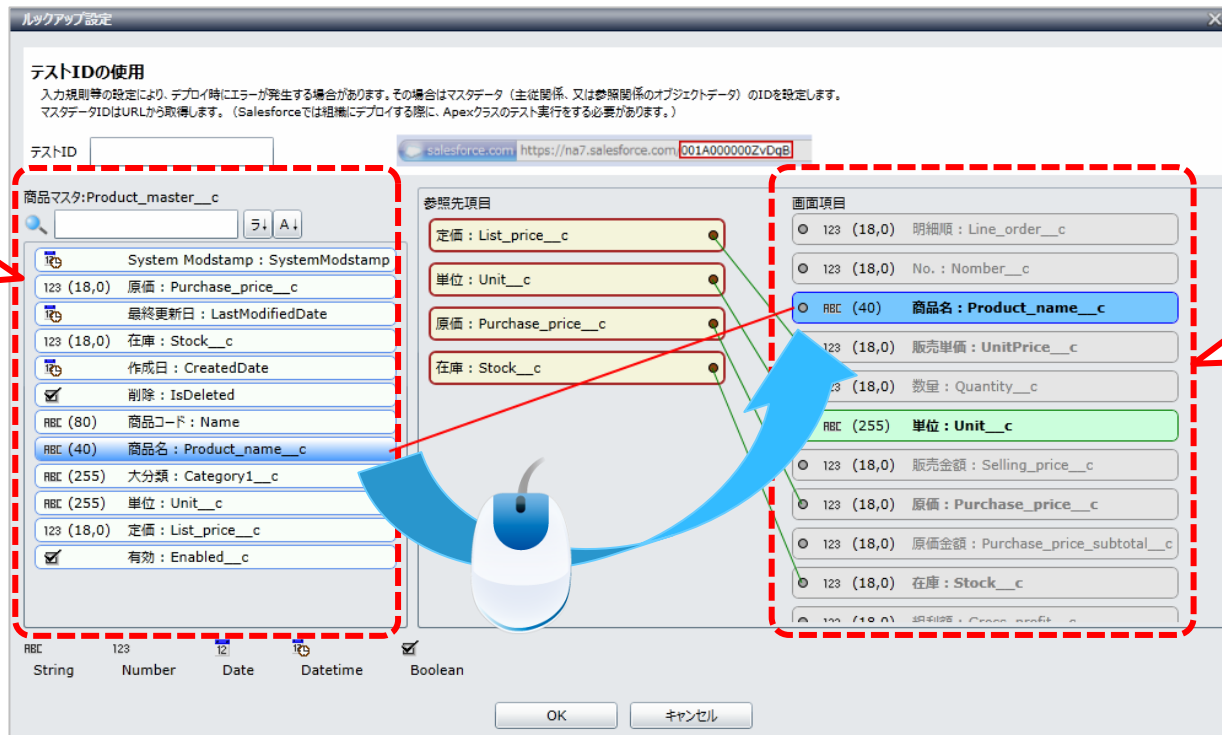 ルックアップ設定
テストIDの使用
入力規則等の設定により、デプロイ時にエラーが発生する場合があります。その場合はマスタデータ（主従関係、又は参照関係のオブジェクトデータ）のIDを設定します。
マスタデータIDはURLから取得します。（Salesforceでは組織にデプロイする際に、Apexクラスのテスト実行をする必要があります。）
テストID
salesforce.com https://na7.salesforce.com/001A000000ZvDqB
商品マスタ:Product_master__c
ラ↓ A↓
System Modstamp : SystemModstamp
123 (18,0) 原価 : Purchase_price__c
最終更新日 : LastModifiedDate
123 (18,0) 在庫 : Stock__c
作成日 : CreatedDate
削除 : IsDeleted
ABC (80) 商品コード : Name
ABC (40) 商品名 : Product_name__c
ABC (255) 大分類 : Category1__c
ABC (255) 単位 : Unit__c
123 (18,0) 定価 : List_price__c
有効 : Enabled__c
参照先項目
定価 : List_price__c
単位 : Unit__c
原価 : Purchase_price__c
在庫 : Stock__c
画面項目
123 (18,0) 明細順 : Line_order__c
123 (18,0) No. : Nomber__c
ABC (40) 商品名 : Product_name__c
123 (18,0) 販売単価 : UnitPrice__c
(18,0) 数量 : Quantity__c
ABC (255) 単位 : Unit__c
123 (18,0) 販売金額 : Selling_price__c
123 (18,0) 原価 : Purchase_price__c
123 (18,0) 原価金額 : Purchase_price_subtotal__c
123 (18,0) 在庫 : Stock__c
123 (18,0) 粗利額 : Gross_profit__c
ABC 123 12
String Number Date Datetime Boolean
OK キャンセル